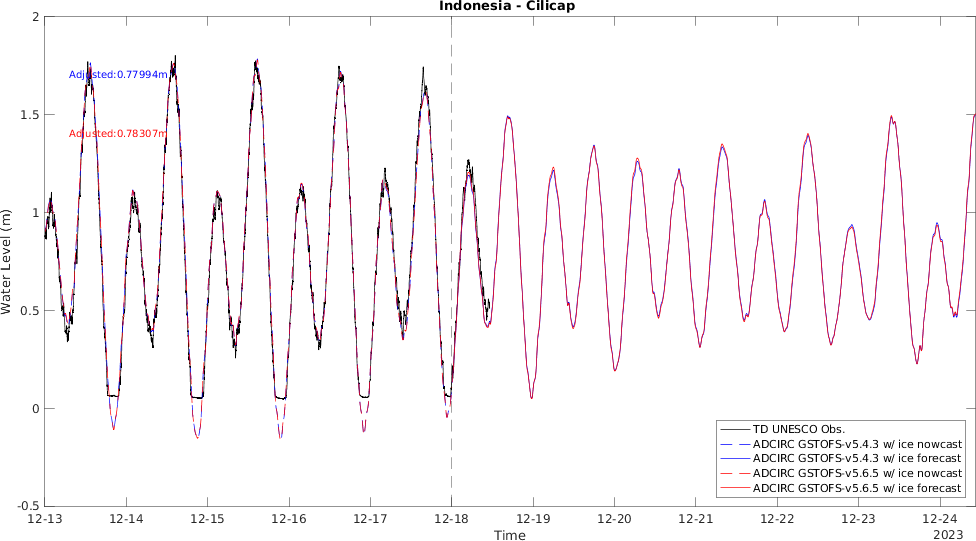 Indonesia - Cilicap
2
1.5
1
0.5
0
-0.5
Water Level (m)
Adjusted:0.77994m
Adjusted:0.78307m
TD UNESCO Obs.
ADCIRC GSTOFS-v5.4.3 w/ ice nowcast
ADCIRC GSTOFS-v5.4.3 w/ ice forecast
ADCIRC GSTOFS-v5.6.5 w/ ice nowcast
ADCIRC GSTOFS-v5.6.5 w/ ice forecast
12-13 12-14 12-15 12-16 12-17 12-18 12-19 12-20 12-21 12-22 12-23 12-24
Time
2023